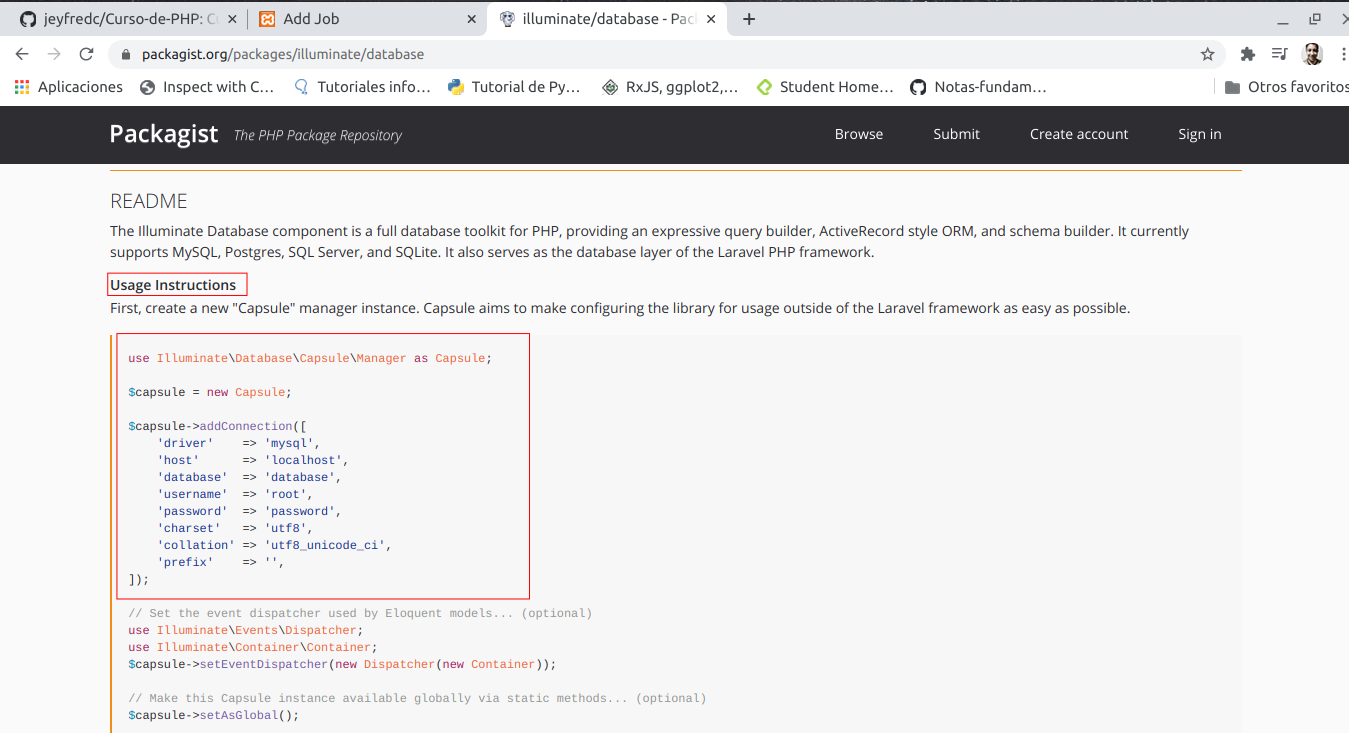 jeyfredc/Curso-de-PHP: C
Add Job
illuminate/database - Pac
packagist.org/packages/illuminate/database
Aplicaciones
Inspect with C...
Tutoriales info...
Tutorial de Py...
RxJS, ggplot2,...
Student Home...
Notas-fundam...
Otros favoritos
Packagist
The PHP Package Repository
Browse
Submit
Create account
Sign in
README
The Illuminate Database component is a full database toolkit for PHP, providing an expressive query builder, ActiveRecord style ORM, and schema builder. It currently
supports MySQL, Postgres, SQL Server, and SQLite. It also serves as the database layer of the Laravel PHP framework.
Usage Instructions
First, create a new "Capsule" manager instance. Capsule aims to make configuring the library for usage outside of the Laravel framework as easy as possible.
use Illuminate\Database\Capsule\Manager as Capsule;
$capsule = new Capsule;
$capsule->addConnection([
    'driver'    => 'mysql',
    'host'      => 'localhost',
    'database'  => 'database',
    'username'  => 'root',
    'password'  => 'password',
    'charset'   => 'utf8',
    'collation' => 'utf8_unicode_ci',
    'prefix'    => '',
]);
// Set the event dispatcher used by Eloquent models... (optional)
use Illuminate\Events\Dispatcher;
use Illuminate\Container\Container;
$capsule->setEventDispatcher(new Dispatcher(new Container));
// Make this Capsule instance available globally via static methods... (optional)
$capsule->setAsGlobal();